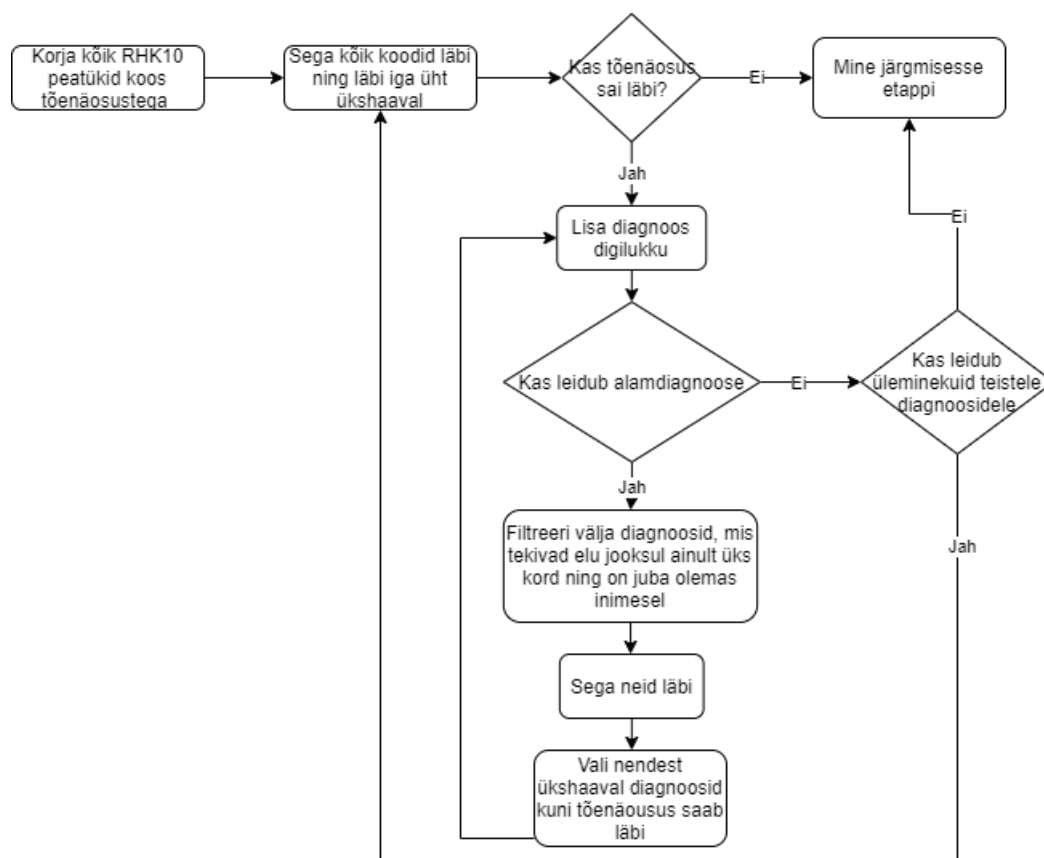 Korja kõik RHK10
peatükid koos
tõenäosustega
Sega kõik koodid läbi
ning läbi iga üht
ükshaaval
Kas tõenäosus
sai läbi?
Ei
Mine järgmisesse
etappi
Jah
Lisa diagnoos
digilukku
Ei
Kas leidub alamdiagnoose
Ei
Kas leidub
üleminekuid teistele
diagnoosidele
Jah
Filtreeri välja diagnoosid, mis
tekivad elu jooksul ainult üks
kord ning on juba olemas
inimesel
Jah
Sega neid läbi
Vali nendest
ükshaaval diagnoosid
kuni tõenäousus saab
läbi